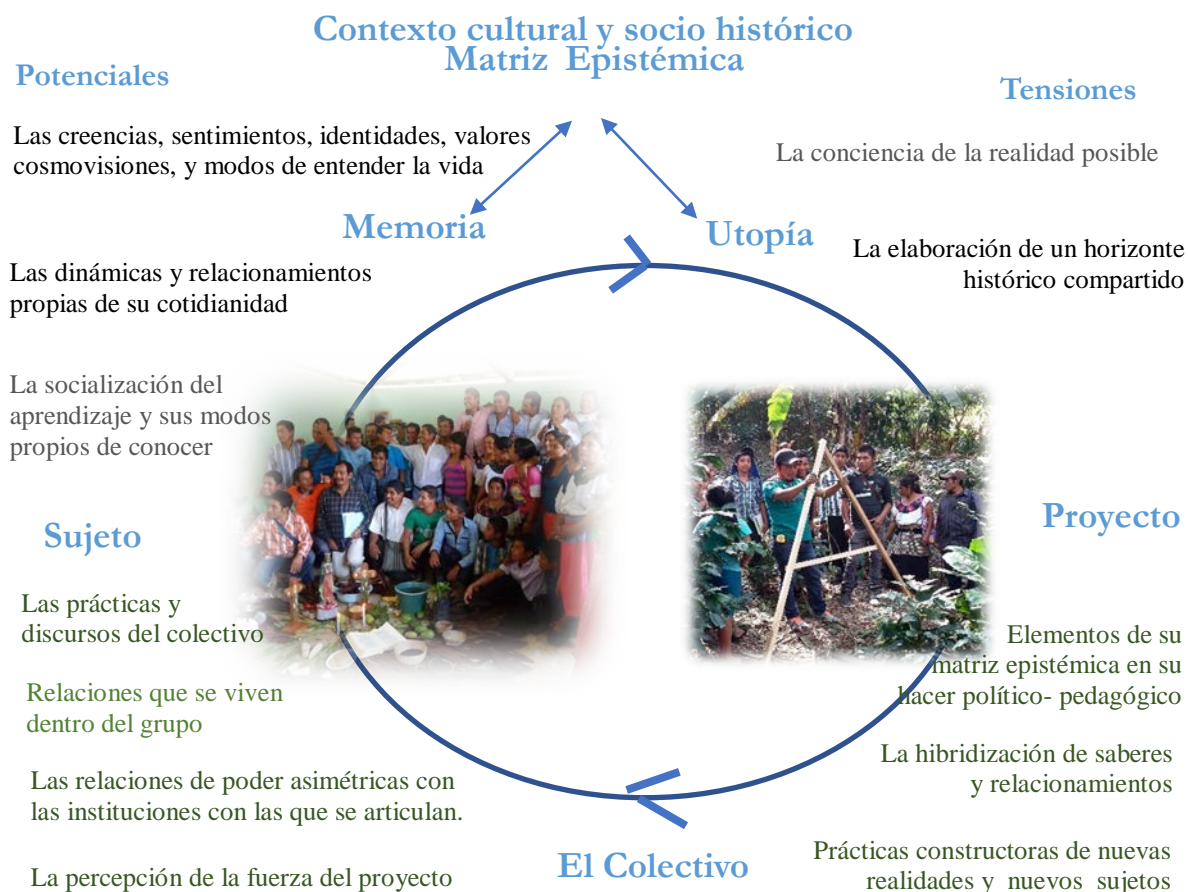 Contexto cultural y socio histórico
Matriz Epistémica
Potenciales
Tensiones
Las creencias, sentimientos, identidades, valores
cosmovisiones, y modos de entender la vida
La conciencia de la realidad posible
Memoria
Utopía
Las dinámicas y relacionamientos
propias de su cotidianidad
La elaboración de un horizonte
histórico compartido
La socialización del
aprendizaje y sus modos
propios de conocer
Sujeto
Proyecto
Las prácticas y
discursos del colectivo
Elementos de su
matriz epistémica en su
hacer político- pedagógico
Relaciones que se viven
dentro del grupo
La hibridización de saberes
y relacionamientos
Las relaciones de poder asimétricas con
las instituciones con las que se articulan.
El Colectivo
La percepción de la fuerza del proyecto
Prácticas constructoras de nuevas
realidades y nuevos sujetos